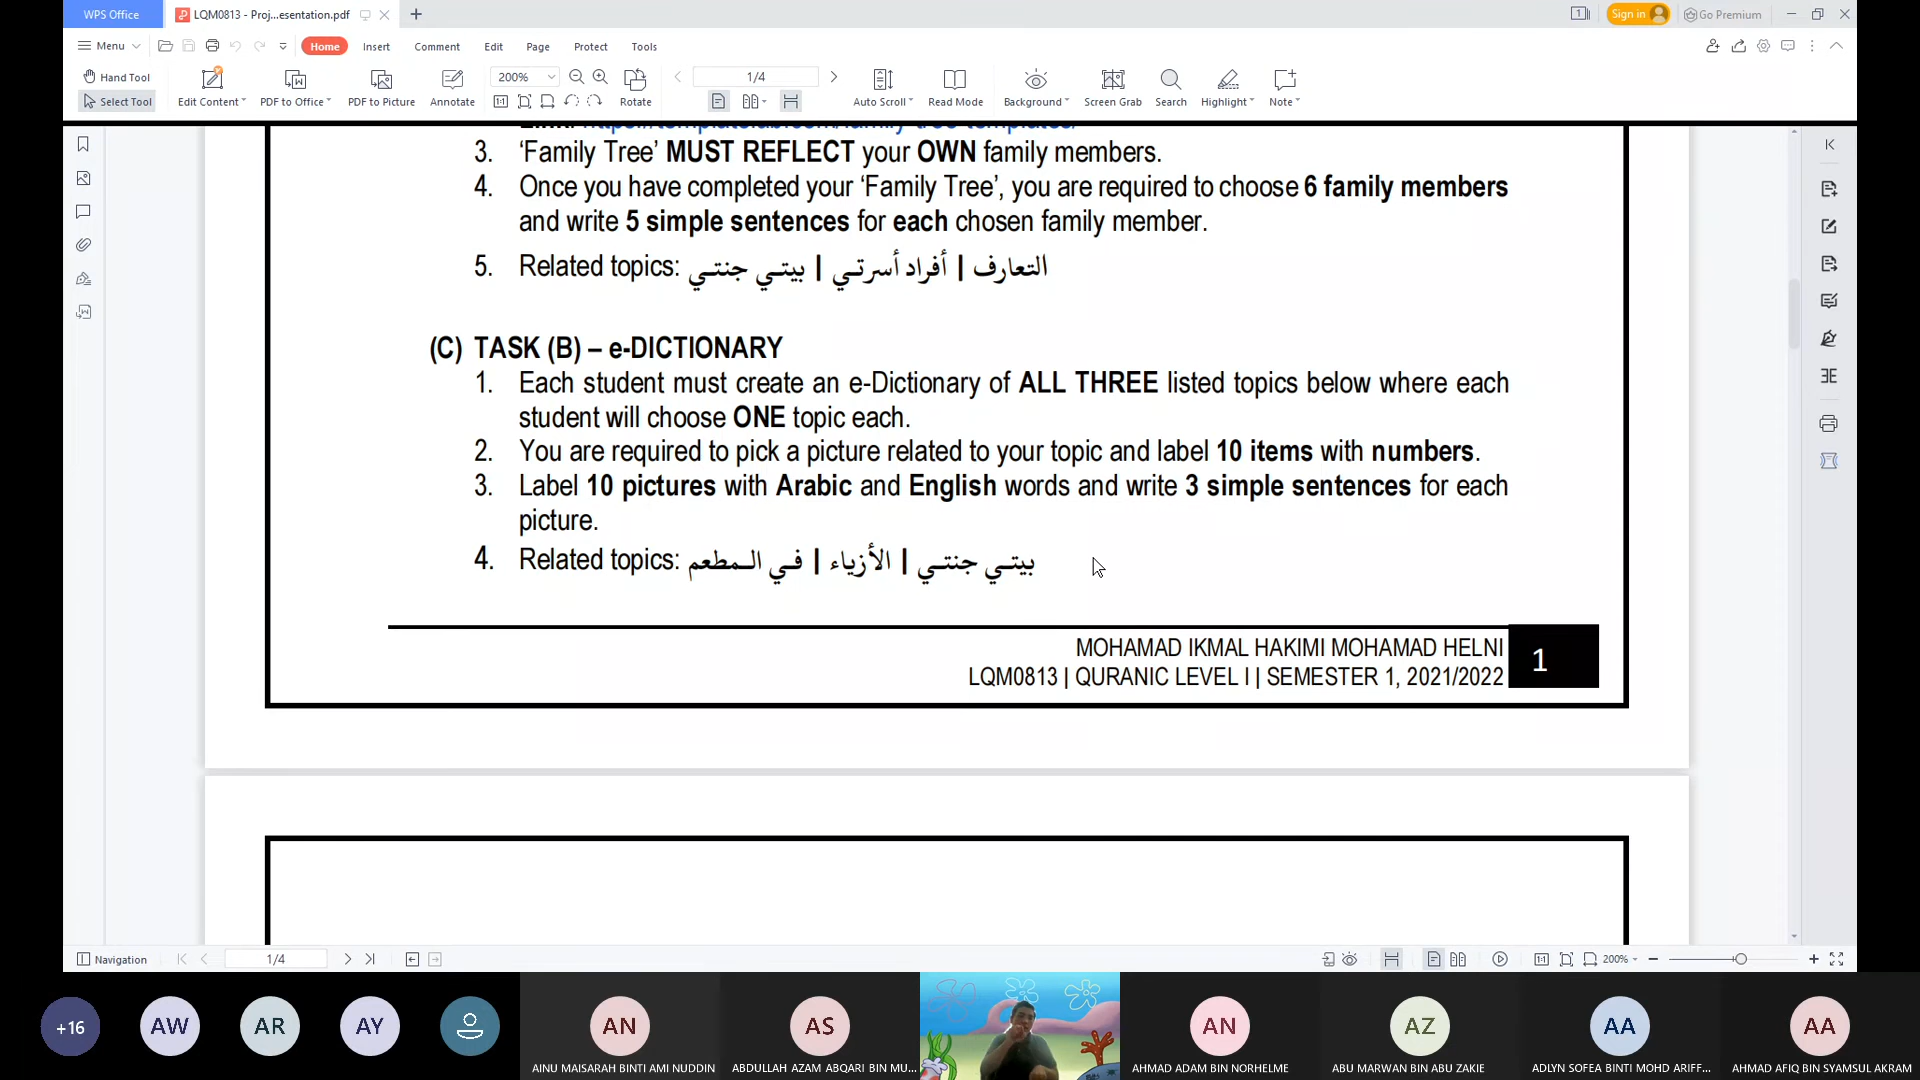 WPS Office
LQM0813 - Proj...esentation.pdf
Sign in
Go Premium
Menu
Home
Insert
Comment
Edit
Page
Protect
Tools
Hand Tool
Select Tool
Edit Content
PDF to Office
PDF to Picture
Annotate
200%
Rotate
1/4
Auto Scroll
Read Mode
Background
Screen Grab
Search
Highlight
Note
3. ‘Family Tree’ MUST REFLECT your OWN family members.
4. Once you have completed your ‘Family Tree’, you are required to choose 6 family members
and write 5 simple sentences for each chosen family member.
5. Related topics: التعارف | أفراد أسرتـي | بيتـي جنتـي
(C) TASK (B) – e-DICTIONARY
1. Each student must create an e-Dictionary of ALL THREE listed topics below where each
student will choose ONE topic each.
2. You are required to pick a picture related to your topic and label 10 items with numbers.
3. Label 10 pictures with Arabic and English words and write 3 simple sentences for each
picture.
4. Related topics: بيتـي جنتـي | الأزياء | فـي الـمطعم
MOHAMAD IKMAL HAKIMI MOHAMAD HELNI
LQM0813 | QURANIC LEVEL I | SEMESTER 1, 2021/2022
1
Navigation
1/4
200%
+16
AW
AR
AY
AN
AINU MAISARAH BINTI AMI NUDDIN
AS
ABDULLAH AZAM ABQARI BIN MU...
AN
AHMAD ADAM BIN NORHELME
AZ
ABU MARWAN BIN ABU ZAKIE
AA
ADLYN SOFEA BINTI MOHD ARIFF...
AA
AHMAD AFIQ BIN SYAMSUL AKRAM